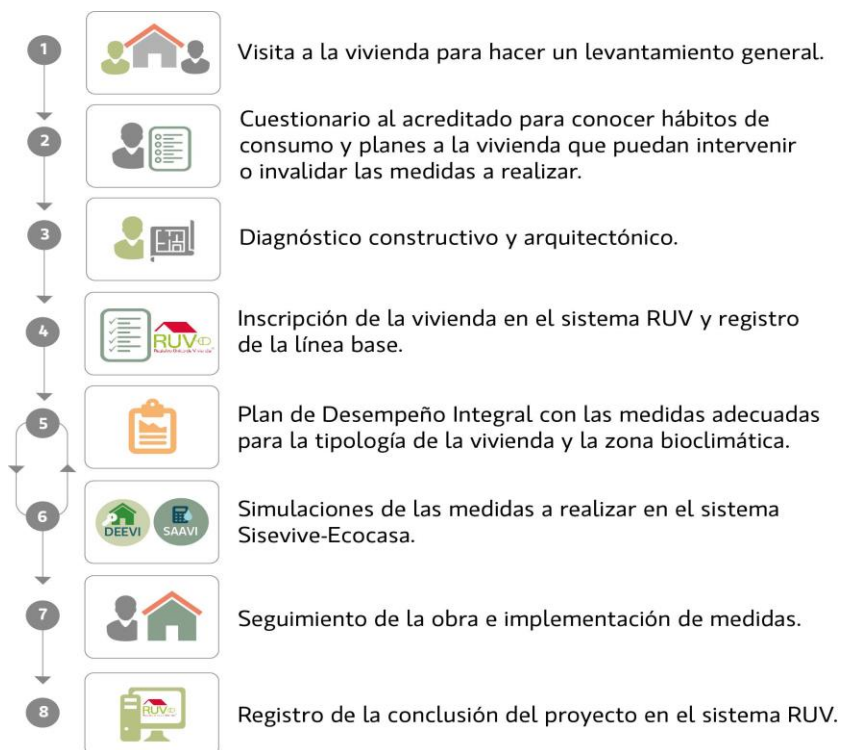 1
Visita a la vivienda para hacer un levantamiento general.
2
Cuestionario al acreditado para conocer hábitos de
consumo y planes a la vivienda que puedan intervenir
o invalidar las medidas a realizar.
3
Diagnóstico constructivo y arquitectónico.
4
RUV
Inscripción de la vivienda en el sistema RUV y registro
de la línea base.
5
Plan de Desempeño Integral con las medidas adecuadas
para la tipología de la vivienda y la zona bioclimática.
6
DEEVI
SAAVI
Simulaciones de las medidas a realizar en el sistema
Sisevive-Ecocasa.
7
Seguimiento de la obra e implementación de medidas.
8
RUV
Registro de la conclusión del proyecto en el sistema RUV.